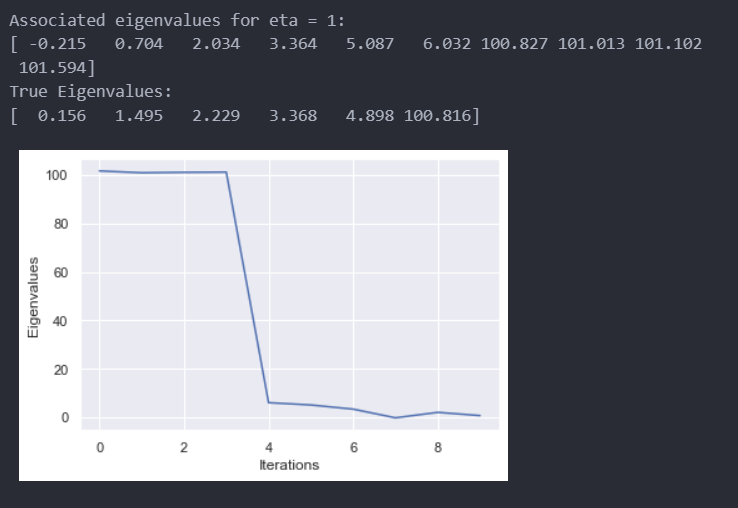 Associated eigenvalues for eta = 1:
[ -0.215 0.704 2.034 3.364 5.087 6.032 100.827 101.013 101.102
101.594]
True Eigenvalues:
[ 0.156 1.495 2.229 3.368 4.898 100.816]
100
80
60
40
20
0
Eigenvalues
0 2 4 6 8
Iterations